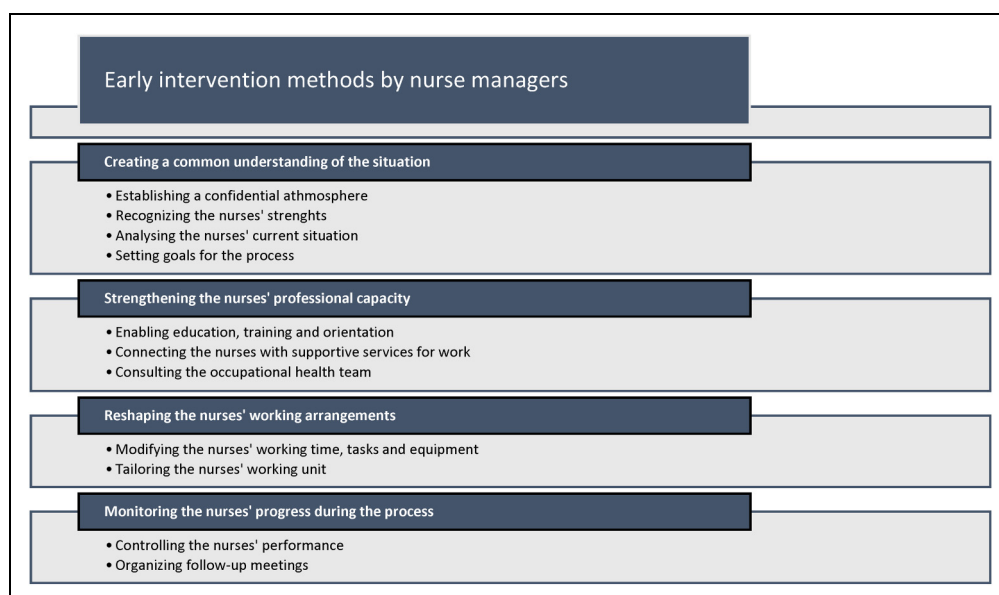 Early intervention methods by nurse managers
Creating a common understanding of the situation
• Establishing a confidential athmosphere
• Recognizing the nurses' strenghts
• Analysing the nurses' current situation
• Setting goals for the process
Strengthening the nurses' professional capacity
• Enabling education, training and orientation
• Connecting the nurses with supportive services for work
• Consulting the occupational health team
Reshaping the nurses' working arrangements
• Modifying the nurses' working time, tasks and equipment
• Tailoring the nurses' working unit
Monitoring the nurses' progress during the process
• Controlling the nurses' performance
• Organizing follow-up meetings